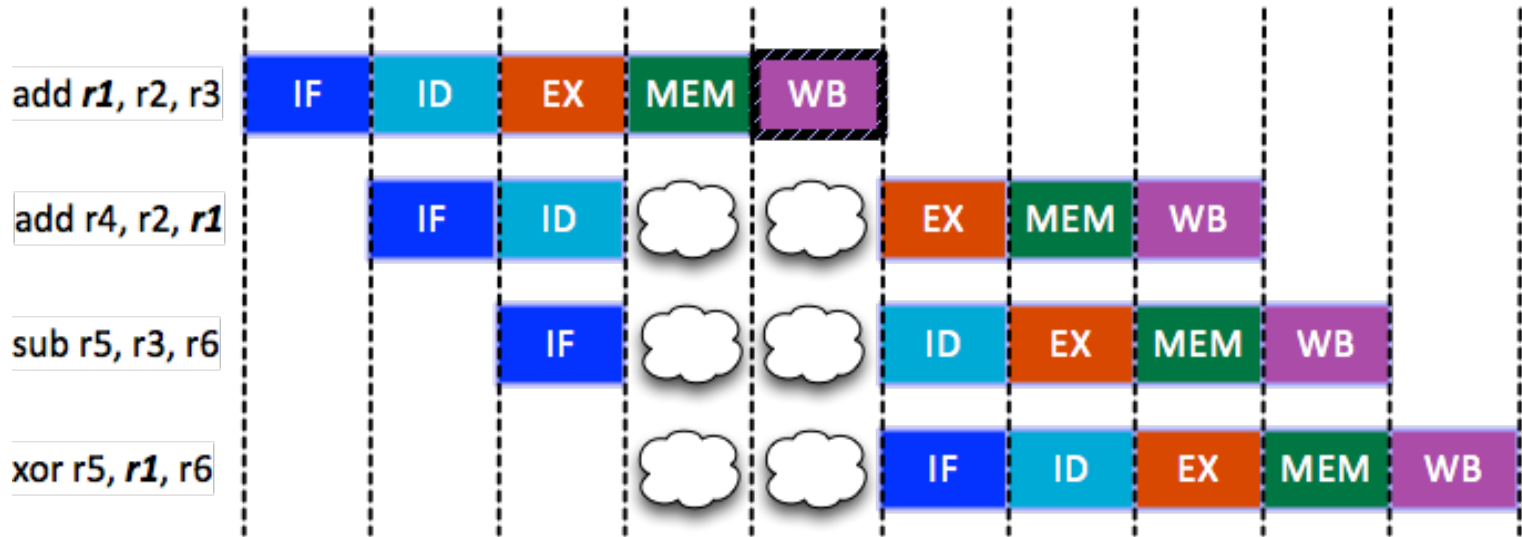 add r1, r2, r3 IF ID EX MEM WB
add r4, r2, r1 IF ID EX MEM WB
sub r5, r3, r6 IF ID EX MEM WB
xor r5, r1, r6 IF ID EX MEM WB